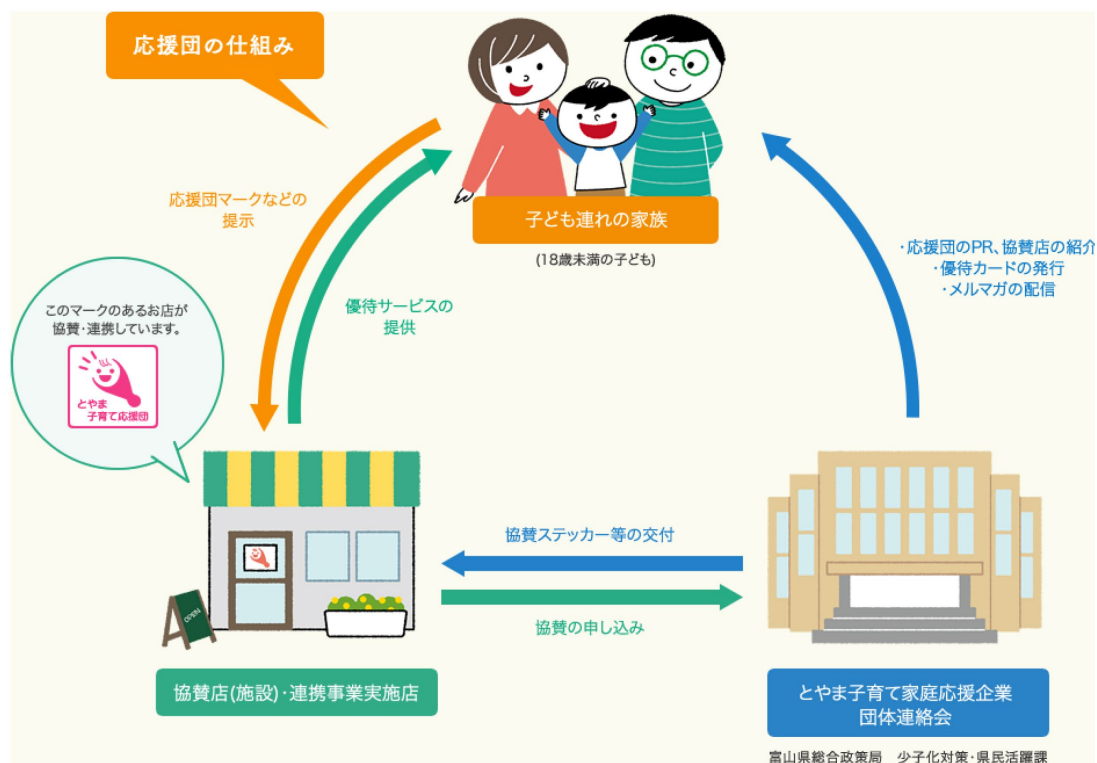 応援団の仕組み
応援団マークなどの
提示
子ども連れの家族
(18歳未満の子ども)
・応援団のPR、協賛店の紹介
・優待カードの発行
・メルマガの配信
優待サービスの
提供
このマークのあるお店が
協賛・連携しています。
とやま
子育て応援団
OPEN
協賛ステッカー等の交付
協賛の申し込み
協賛店(施設)・連携事業実施店
とやま子育て家庭応援企業
団体連絡会
富山県総合政策局　少子化対策・県民活躍課